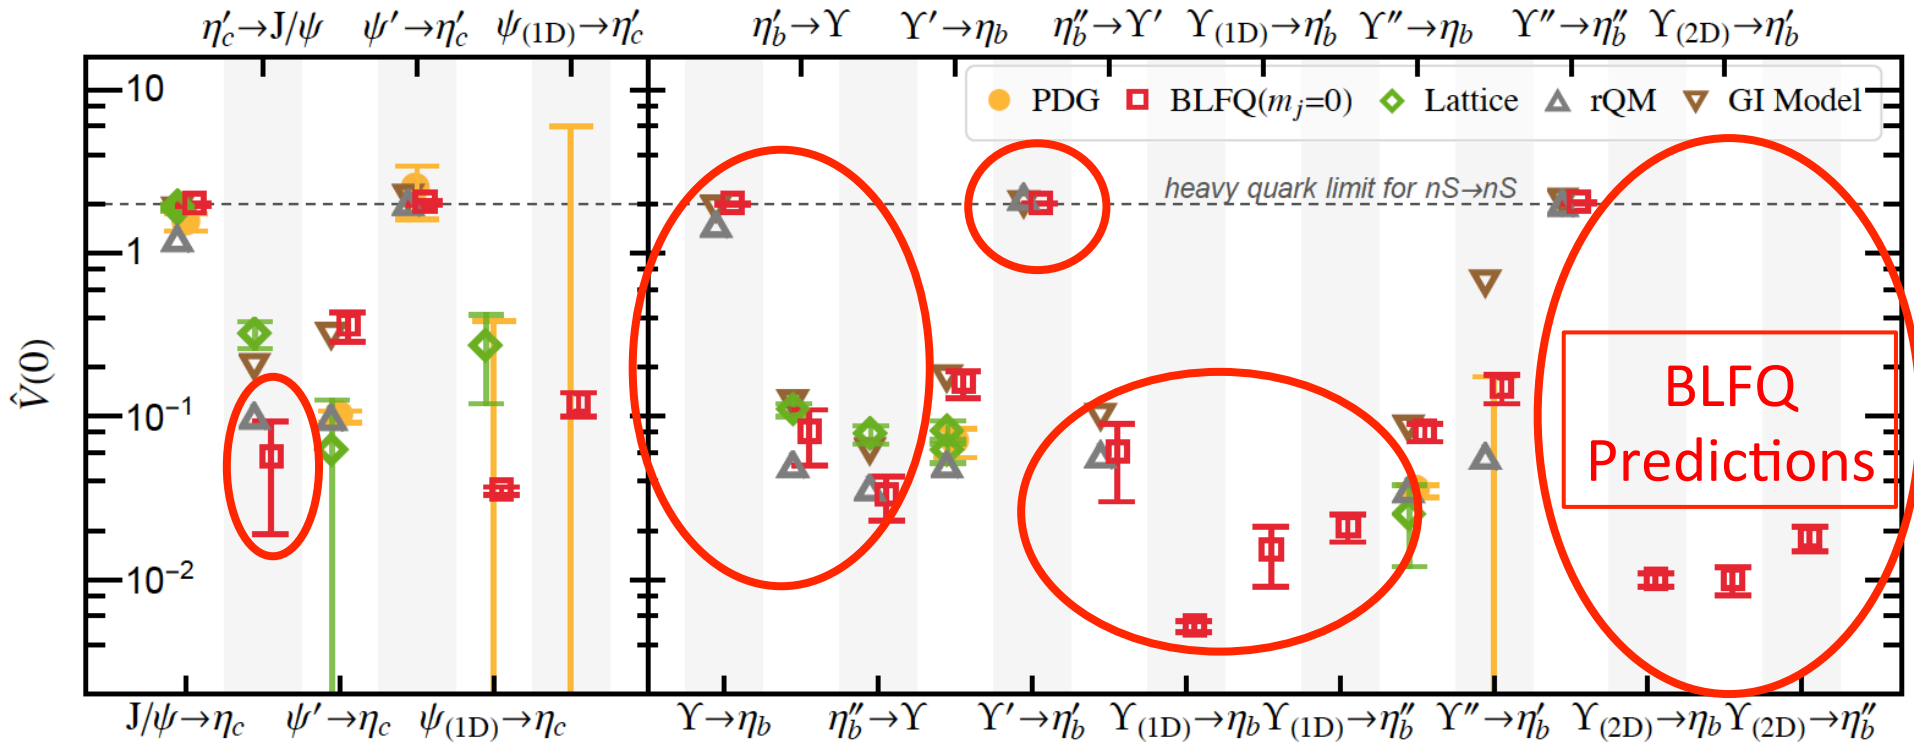 η′c→J/ψ ψ′→η′c ψ(1D)→η′c η′b→Υ Υ′→ηb η″b→Υ′ Υ(1D)→η′b Υ″→ηb Υ″→η″b Υ(2D)→η′b
PDG BLFQ(mj=0) Lattice rQM GI Model
heavy quark limit for nS→nS
V̂(0)
10
1
10⁻¹
10⁻²
BLFQ
Predictions
J/ψ→ηc ψ′→ηc ψ(1D)→ηc Υ→ηb η″b→Υ Υ′→η′b Υ(1D)→ηb Υ(1D)→η″b Υ″→η′b Υ(2D)→ηb Υ(2D)→η″b